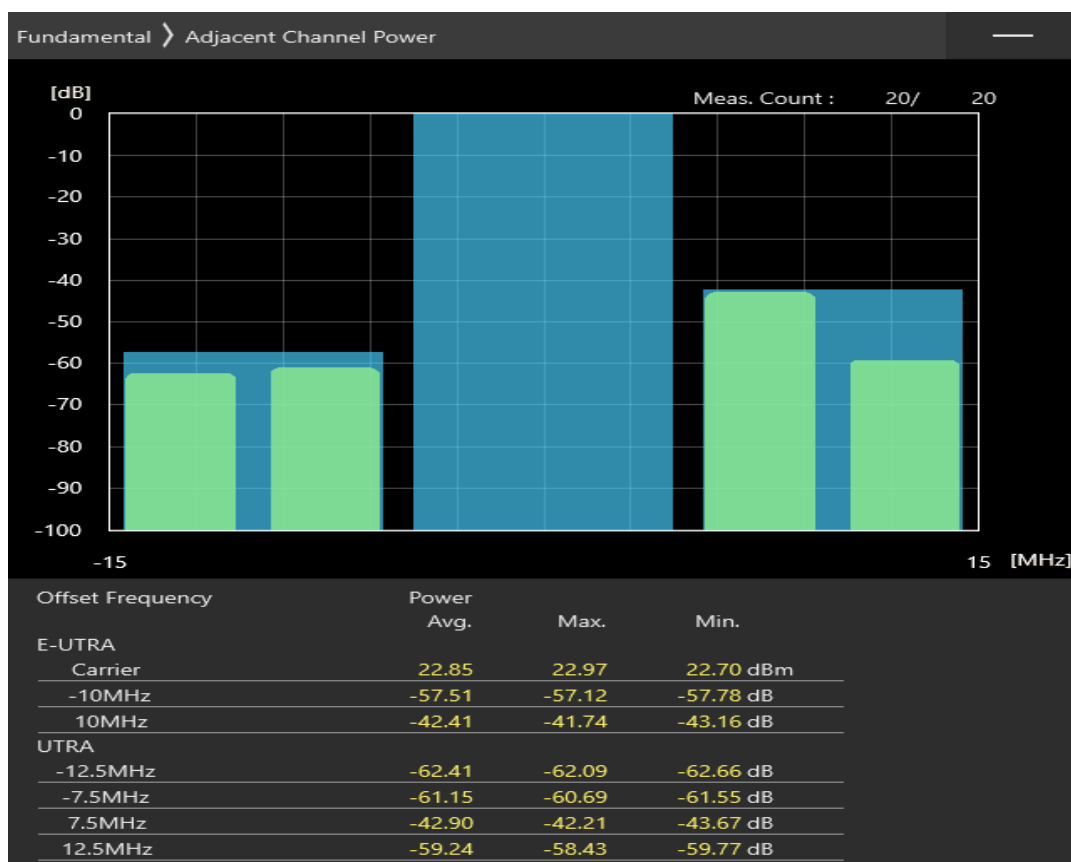 Fundamental 〉 Adjacent Channel Power
[dB]
Meas. Count : 20/ 20
0
-10
-20
-30
-40
-50
-60
-70
-80
-90
-100
-15 15 [MHz]
Offset Frequency Power
Avg. Max. Min.
E-UTRA
Carrier 22.85 22.97 22.70 dBm
-10MHz -57.51 -57.12 -57.78 dB
10MHz -42.41 -41.74 -43.16 dB
UTRA
-12.5MHz -62.41 -62.09 -62.66 dB
-7.5MHz -61.15 -60.69 -61.55 dB
7.5MHz -42.90 -42.21 -43.67 dB
12.5MHz -59.24 -58.43 -59.77 dB